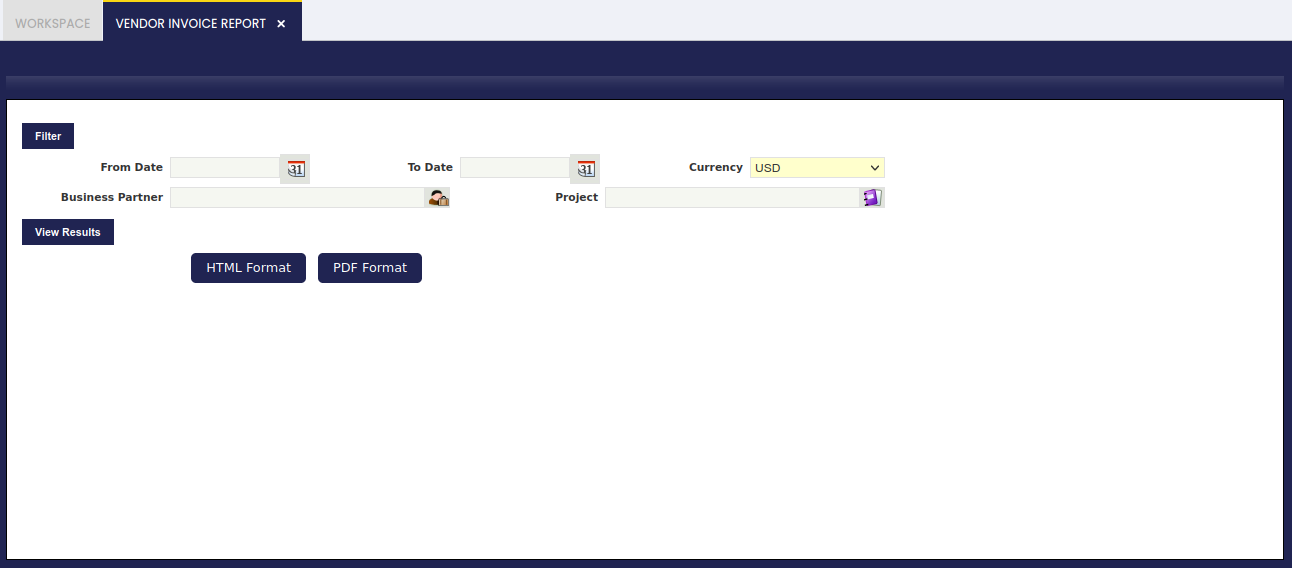 WORKSPACE VENDOR INVOICE REPORT ×
Filter
From Date 31 To Date 31 Currency USD
Business Partner Project
View Results
HTML Format PDF Format